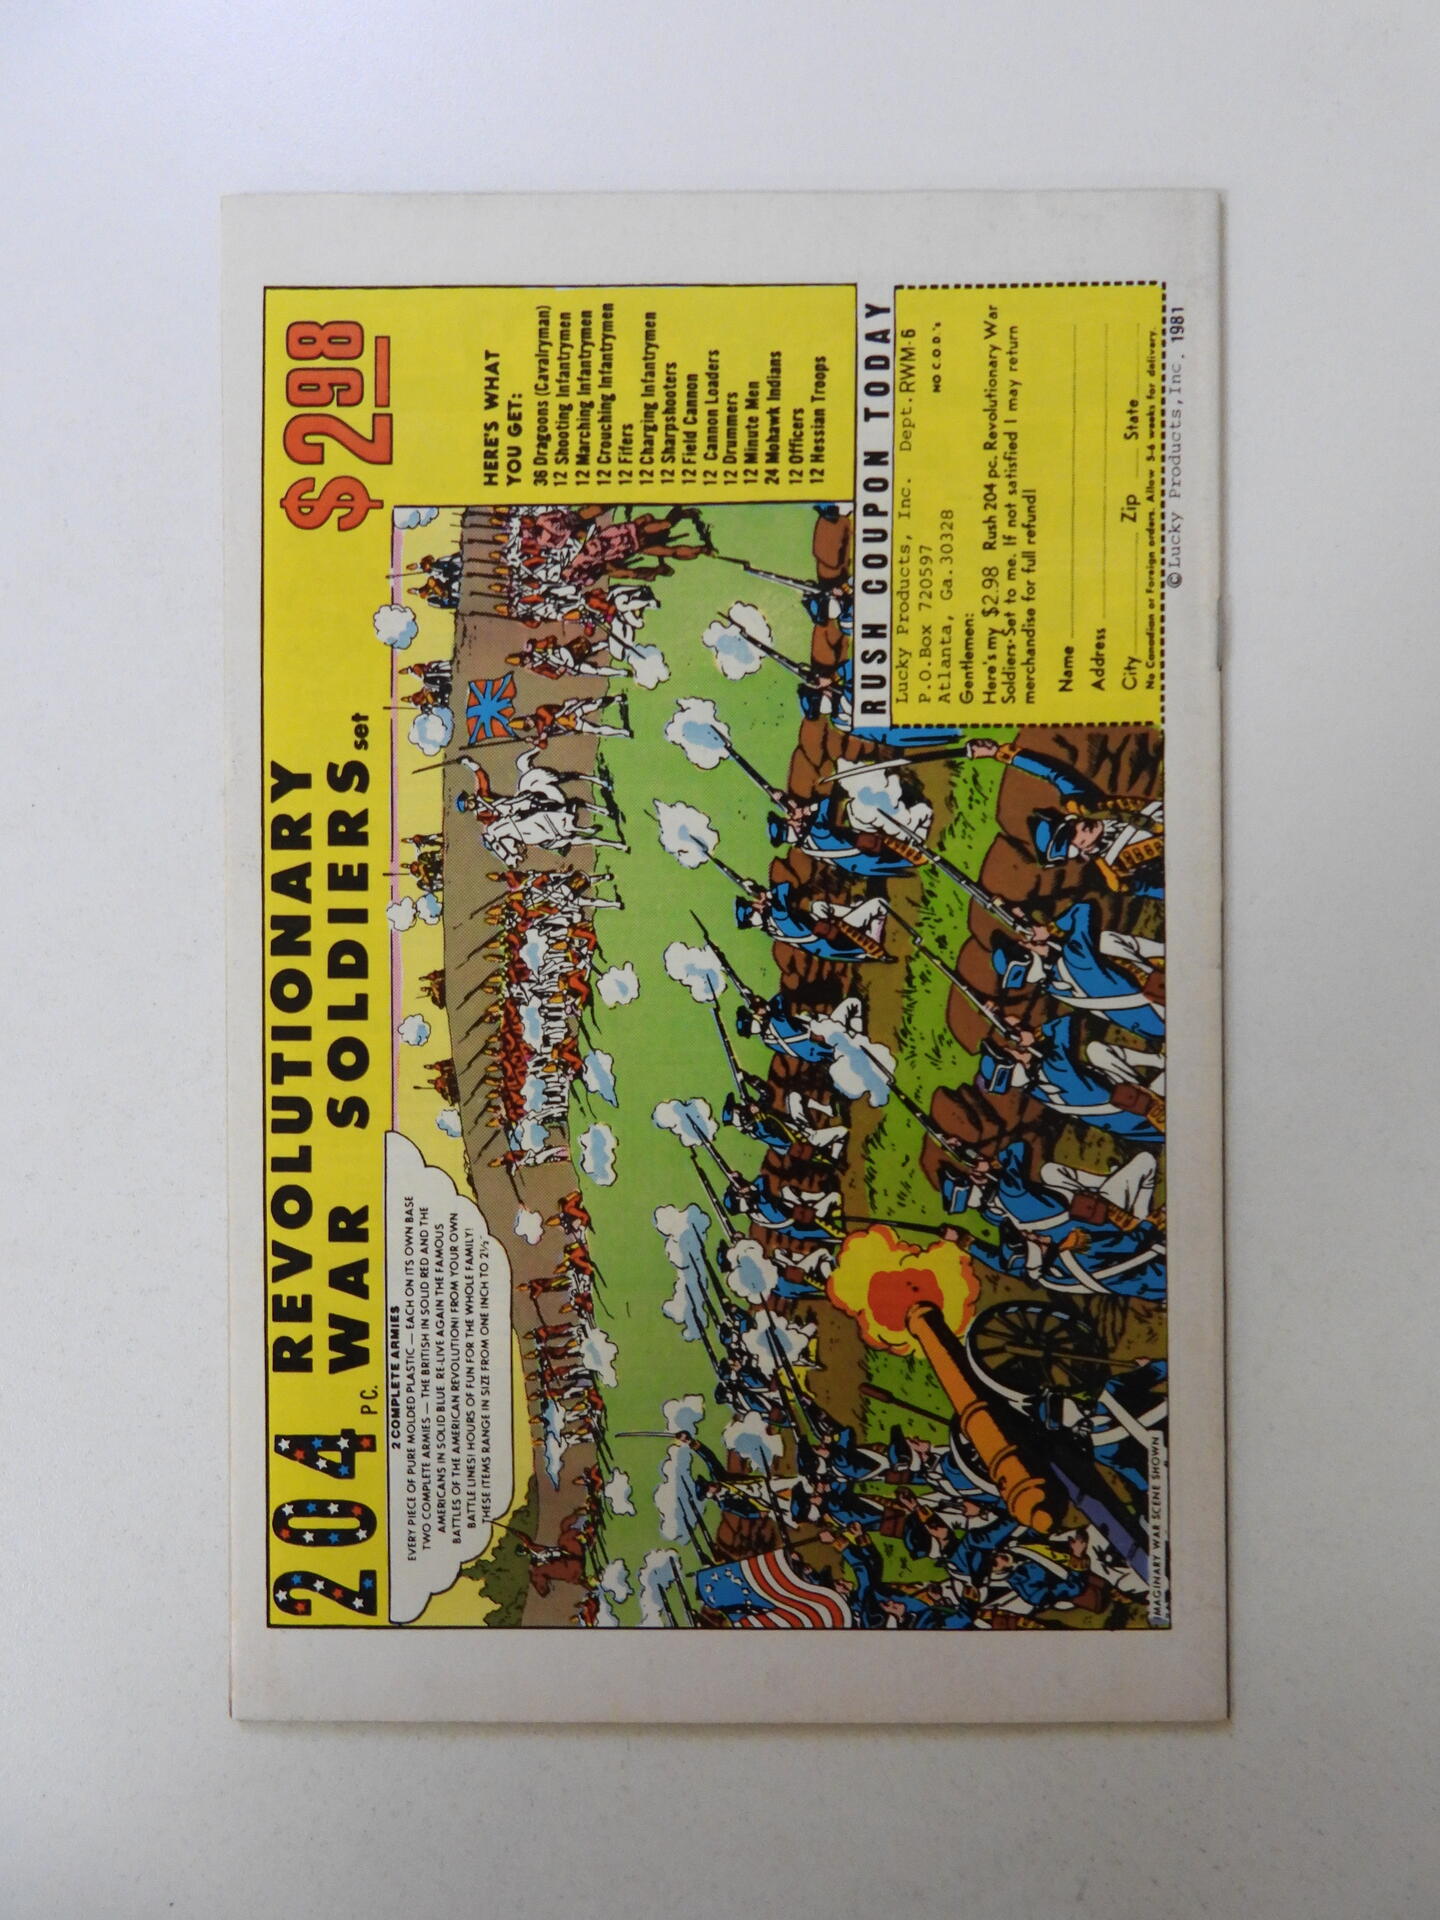 204 PC. REVOLUTIONARY
WAR SOLDIERS set
$2.98
2 COMPLETE ARMIES
EVERY PIECE OF PURE MOLDED PLASTIC — EACH ON ITS OWN BASE
TWO COMPLETE ARMIES — THE BRITISH IN SOLID RED AND THE
AMERICANS IN SOLID BLUE. RE-LIVE AGAIN THE FAMOUS
BATTLES OF THE AMERICAN REVOLUTION! FROM YOUR OWN
BATTLE LINES! HOURS OF FUN FOR THE WHOLE FAMILY!
THESE ITEMS RANGE IN SIZE FROM ONE INCH TO 2½"
HERE'S WHAT
YOU GET:
36 Dragoons (Cavalryman)
12 Shooting Infantrymen
12 Marching Infantrymen
12 Crouching Infantrymen
12 Fifers
12 Charging Infantrymen
12 Sharpshooters
12 Field Cannon
12 Cannon Loaders
12 Drummers
12 Minute Men
24 Mohawk Indians
12 Officers
12 Hessian Troops
RUSH COUPON TODAY
Lucky Products, Inc. Dept. RWM-6
P.O.Box 720597
Atlanta, Ga. 30328
NO C.O.D.'s
Gentlemen:
Here's my $2.98 Rush 204 pc. Revolutionary War
Soldiers Set to me. If not satisfied I may return
merchandise for full refund!
Name
Address
City Zip State
No Canadian or Foreign orders. Allow 5-6 weeks for delivery.
IMAGINARY WAR SCENE SHOWN
© Lucky Products, Inc. 1981